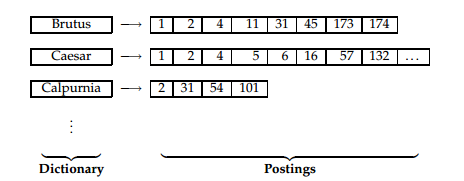 Brutus → 1 2 4 11 31 45 173 174
Caesar → 1 2 4 5 6 16 57 132 ...
Calpurnia → 2 31 54 101
⋮
Dictionary Postings